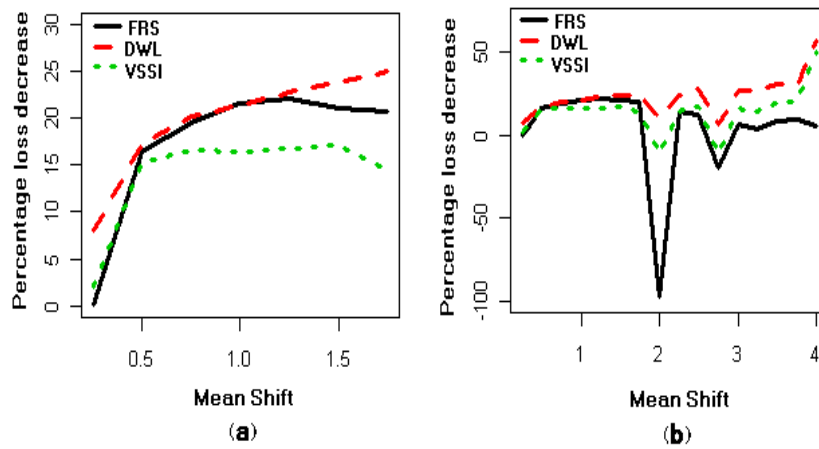 FRS
DWL
VSSI
Percentage loss decrease
0 5 10 15 20 25 30
0.5 1.0 1.5
Mean Shift
(a)
FRS
DWL
VSSI
Percentage loss decrease
-100 -50 0 50
1 2 3 4
Mean Shift
(b)